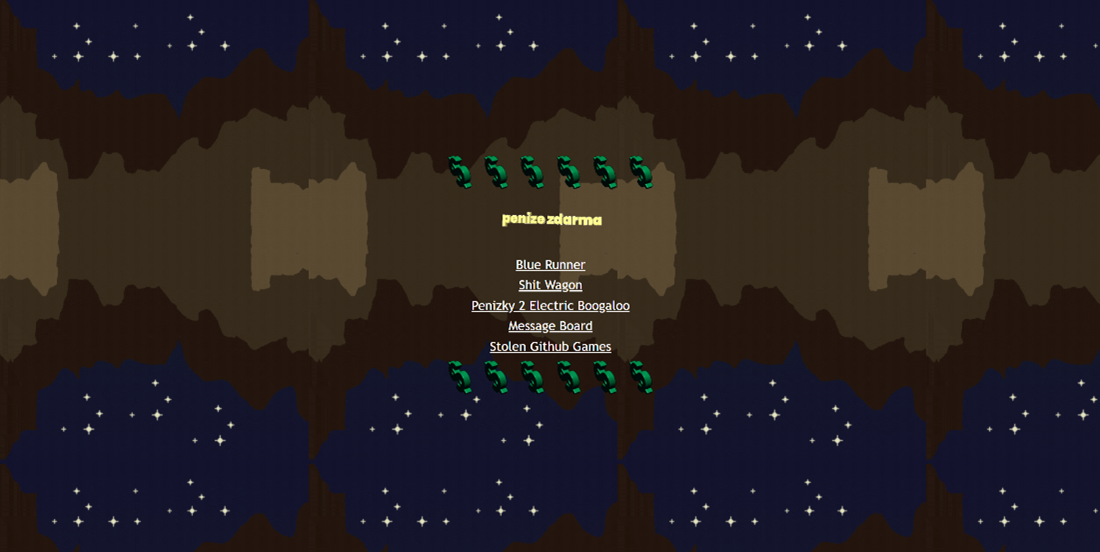 penize zdarma
Blue Runner
Shit Wagon
Penizky 2 Electric Boogaloo
Message Board
Stolen Github Games